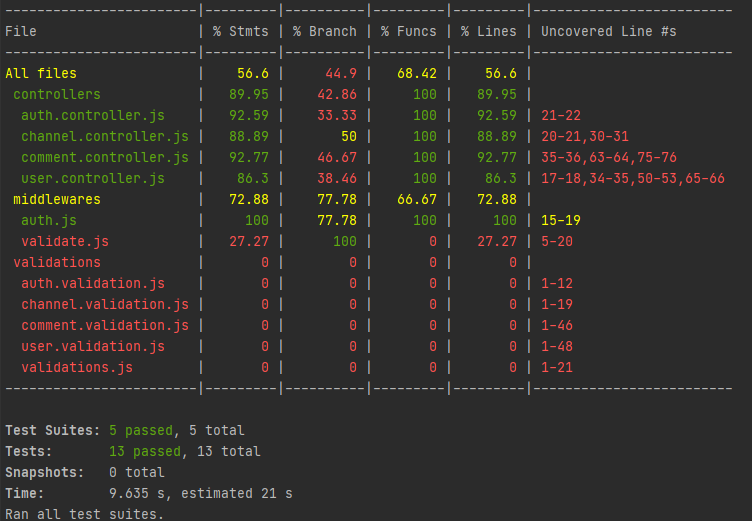 -------------------------|---------|----------|---------|---------|-------------------------
File                     | % Stmts | % Branch | % Funcs | % Lines | Uncovered Line #s
-------------------------|---------|----------|---------|---------|-------------------------
All files                |    56.6 |     44.9 |   68.42 |    56.6 |
 controllers             |   89.95 |    42.86 |     100 |   89.95 |
  auth.controller.js     |   92.59 |    33.33 |     100 |   92.59 | 21-22
  channel.controller.js  |   88.89 |       50 |     100 |   88.89 | 20-21,30-31
  comment.controller.js  |   92.77 |    46.67 |     100 |   92.77 | 35-36,63-64,75-76
  user.controller.js     |    86.3 |    38.46 |     100 |    86.3 | 17-18,34-35,50-53,65-66
 middlewares             |   72.88 |    77.78 |   66.67 |   72.88 |
  auth.js                |     100 |    77.78 |     100 |     100 | 15-19
  validate.js            |   27.27 |      100 |       0 |   27.27 | 5-20
 validations             |       0 |        0 |       0 |       0 |
  auth.validation.js     |       0 |        0 |       0 |       0 | 1-12
  channel.validation.js  |       0 |        0 |       0 |       0 | 1-19
  comment.validation.js  |       0 |        0 |       0 |       0 | 1-46
  user.validation.js     |       0 |        0 |       0 |       0 | 1-48
  validations.js         |       0 |        0 |       0 |       0 | 1-21
-------------------------|---------|----------|---------|---------|-------------------------
Test Suites: 5 passed, 5 total
Tests:       13 passed, 13 total
Snapshots:   0 total
Time:        9.635 s, estimated 21 s
Ran all test suites.